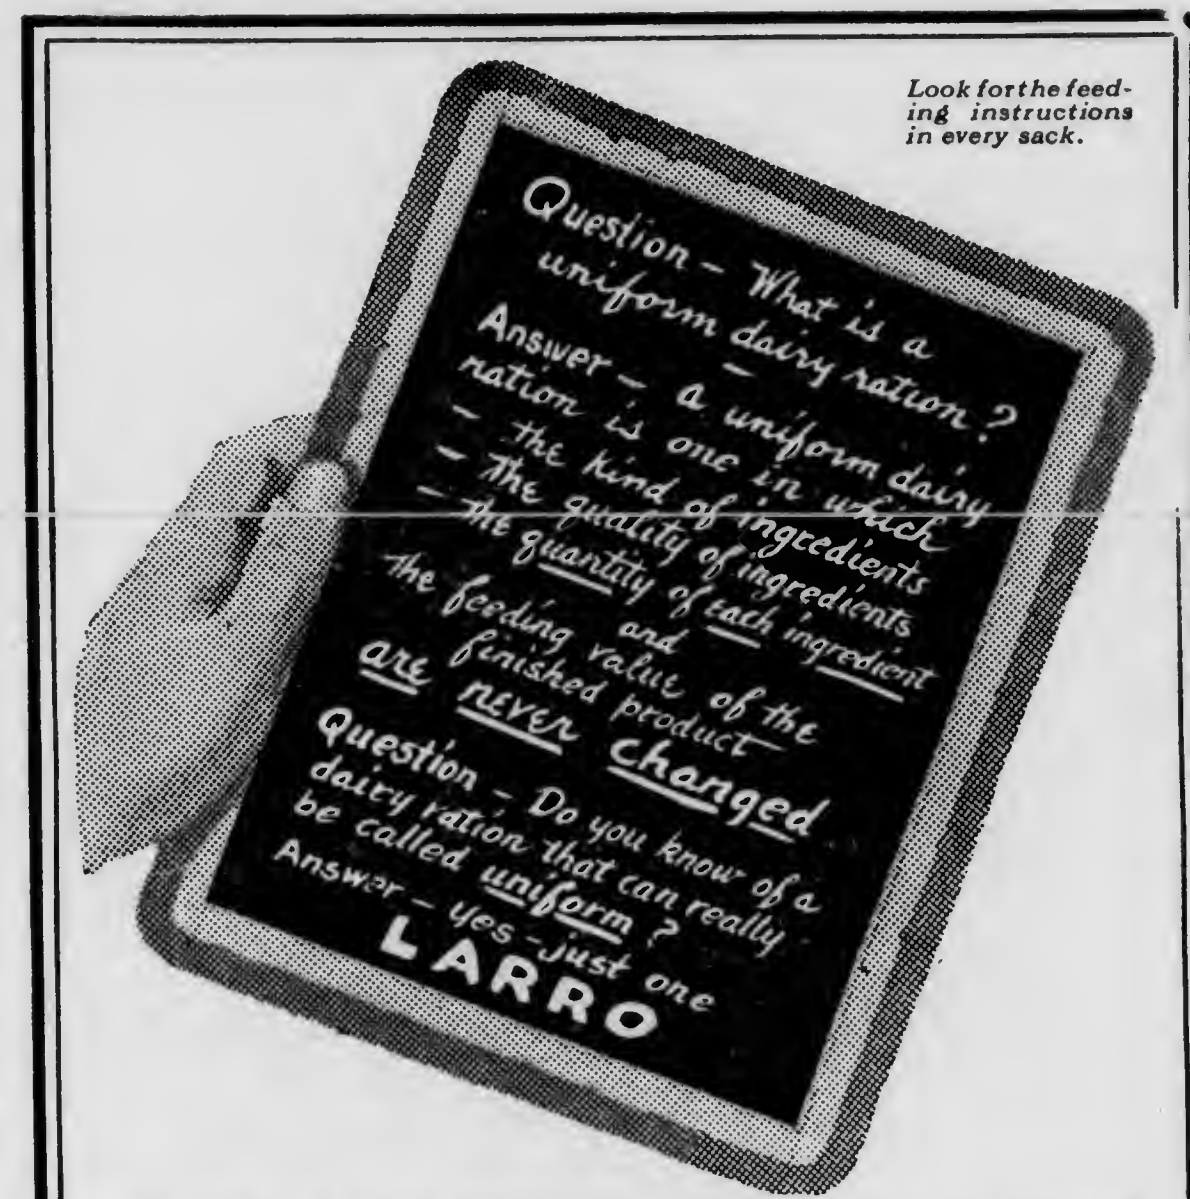 Look for the feed-
ing instructions
in every sack.
Question - What is a
uniform dairy ration?
Answer - a uniform dairy
ration is one in which
- the kind of ingredients
- the quality of ingredients
- the quantity of each ingredient
and
the feeding value of the
finished product
are never changed
Question - Do you know of a
dairy ration that can really
be called uniform?
Answer - yes - just one
LARRO